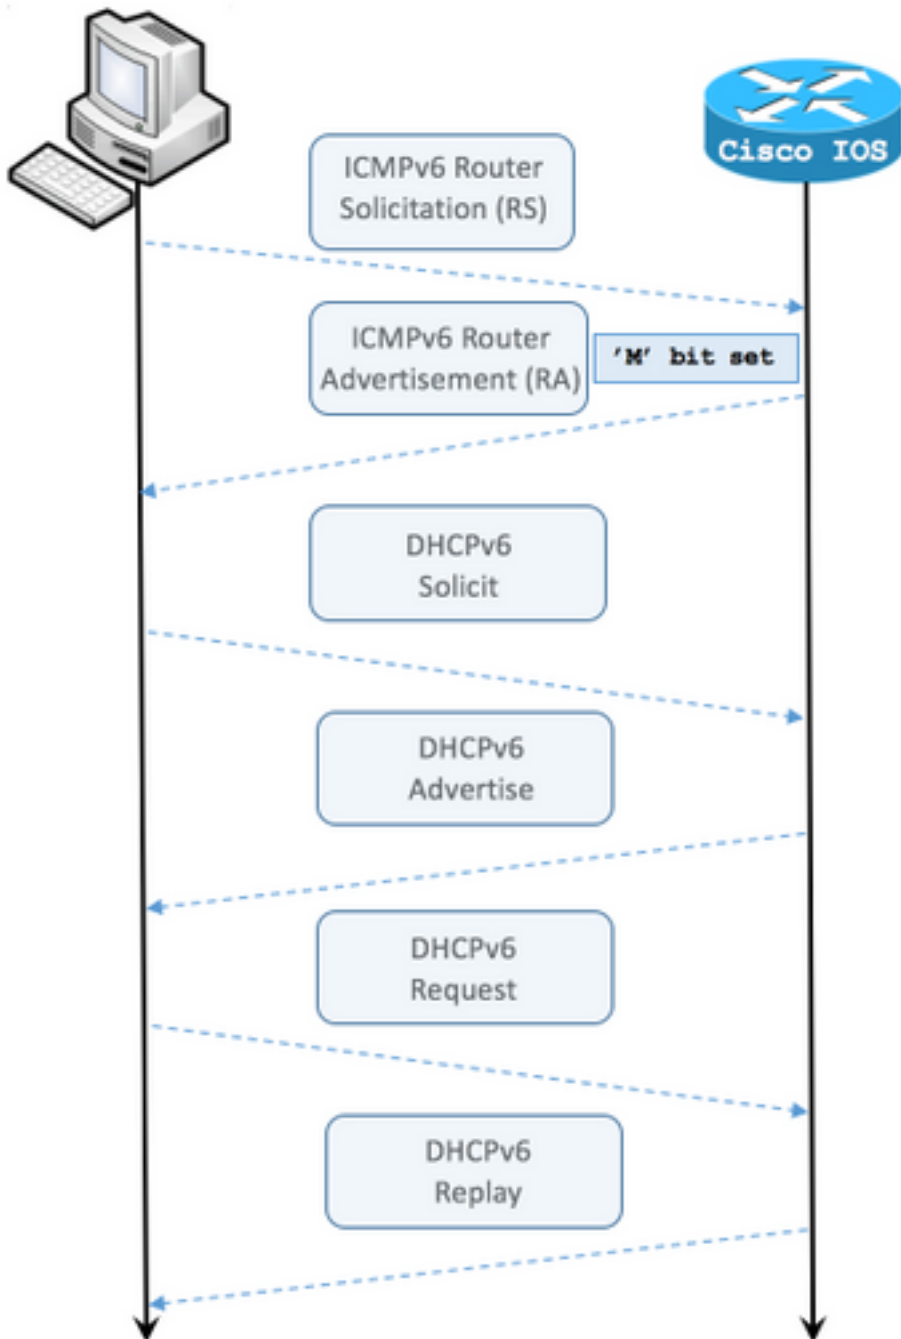 Cisco IOS
ICMPv6 Router
Solicitation (RS)
ICMPv6 Router
Advertisement (RA)
'M' bit set
DHCPv6
Solicit
DHCPv6
Advertise
DHCPv6
Request
DHCPv6
Replay